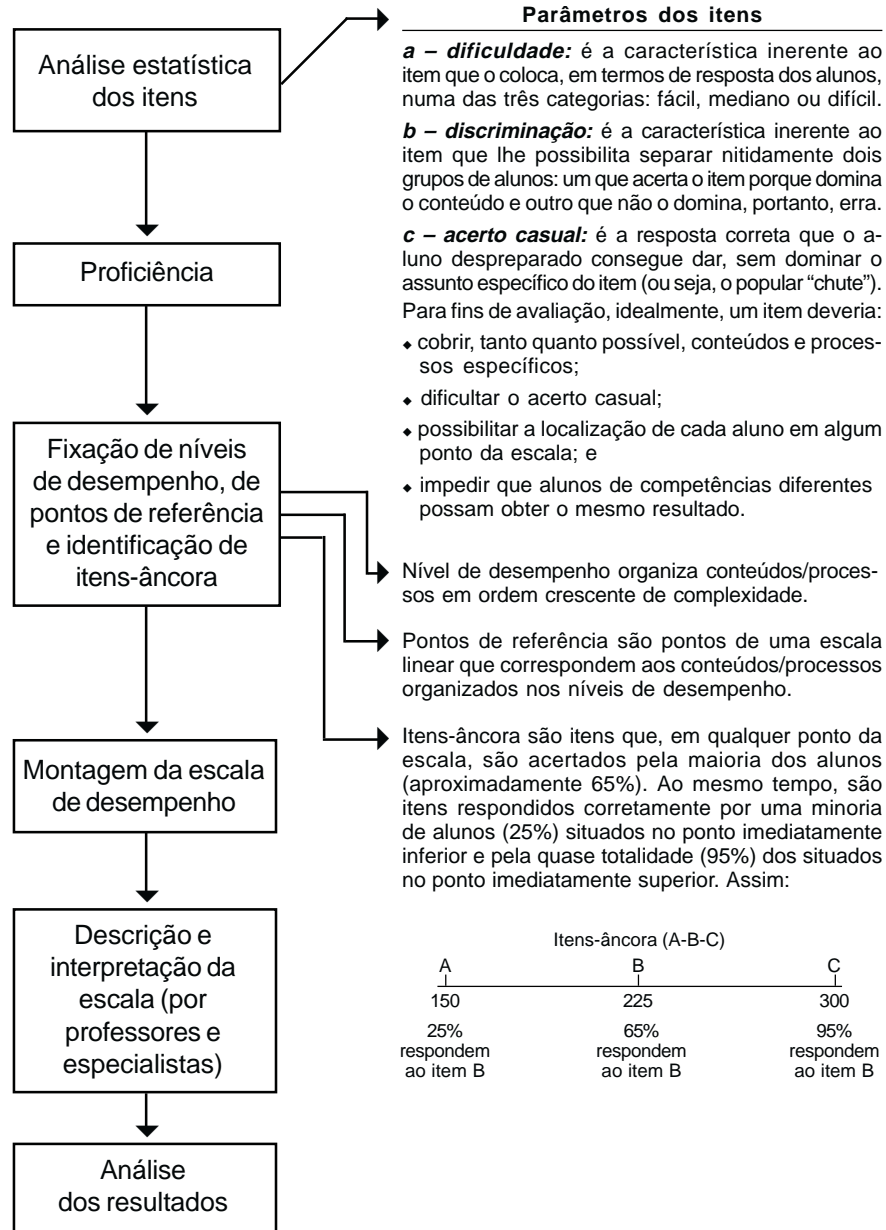 Análise estatística
dos itens
Proficiência
Fixação de níveis
de desempenho, de
pontos de referência
e identificação de
itens-âncora
Montagem da escala
de desempenho
Descrição e
interpretação da
escala (por
professores e
especialistas)
Análise
dos resultados
Parâmetros dos itens
a – dificuldade: é a característica inerente ao
item que o coloca, em termos de resposta dos alunos,
numa das três categorias: fácil, mediano ou difícil.
b – discriminação: é a característica inerente ao
item que lhe possibilita separar nitidamente dois
grupos de alunos: um que acerta o item porque domina
o conteúdo e outro que não o domina, portanto, erra.
c – acerto casual: é a resposta correta que o a-
luno despreparado consegue dar, sem dominar o
assunto específico do item (ou seja, o popular “chute”).
Para fins de avaliação, idealmente, um item deveria:
◆ cobrir, tanto quanto possível, conteúdos e proces-
sos específicos;
◆ dificultar o acerto casual;
◆ possibilitar a localização de cada aluno em algum
ponto da escala; e
◆ impedir que alunos de competências diferentes
possam obter o mesmo resultado.
Nível de desempenho organiza conteúdos/proces-
sos em ordem crescente de complexidade.
Pontos de referência são pontos de uma escala
linear que correspondem aos conteúdos/processos
organizados nos níveis de desempenho.
Itens-âncora são itens que, em qualquer ponto da
escala, são acertados pela maioria dos alunos
(aproximadamente 65%). Ao mesmo tempo, são
itens respondidos corretamente por uma minoria
de alunos (25%) situados no ponto imediatamente
inferior e pela quase totalidade (95%) dos situados
no ponto imediatamente superior. Assim:
Itens-âncora (A-B-C)
A B C
150 225 300
25% 65% 95%
respondem respondem respondem
ao item B ao item B ao item B